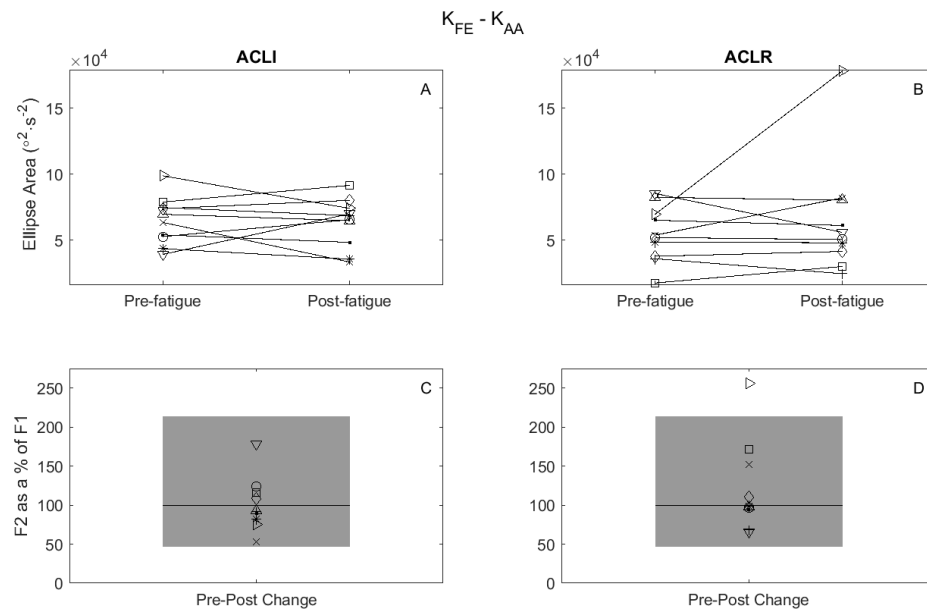 K_FE - K_AA
ACLI
ACLR
×10^4
×10^4
A
B
15
10
5
15
10
5
Ellipse Area (°^2·s^-2)
Pre-fatigue
Post-fatigue
Pre-fatigue
Post-fatigue
C
D
250
200
150
100
50
0
250
200
150
100
50
0
F2 as a % of F1
Pre-Post Change
Pre-Post Change